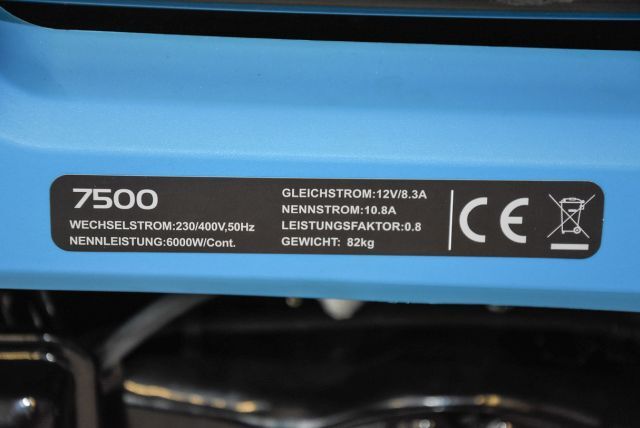 7500
WECHSELSTROM:230/400V,50Hz
NENNLEISTUNG:6000W/Cont.
GLEICHSTROM:12V/8.3A
NENNSTROM:10.8A
LEISTUNGSFAKTOR:0.8
GEWICHT: 82kg
CE